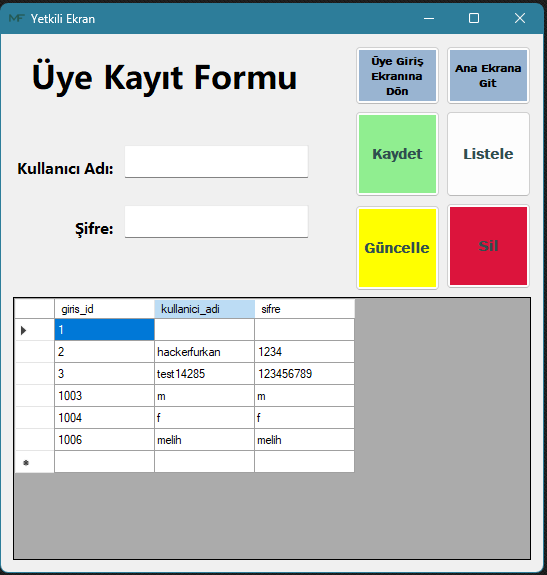 MF Yetkili Ekran
Üye Kayıt Formu
Üye Giriş
Ekranına
Dön
Ana Ekrana
Git
Kaydet
Listele
Kullanıcı Adı:
Şifre:
Güncelle
Sil
giris_id kullanici_adi sifre
1
2 hackerfurkan 1234
3 test14285 123456789
1003 m m
1004 f f
1006 melih melih